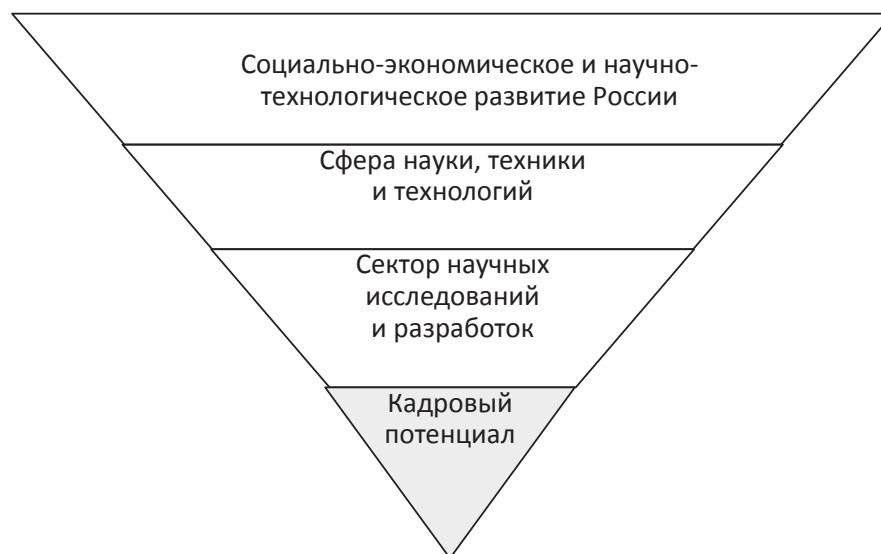 Социально-экономическое и научно-
технологическое развитие России
Сфера науки, техники
и технологий
Сектор научных
исследований
и разработок
Кадровый
потенциал